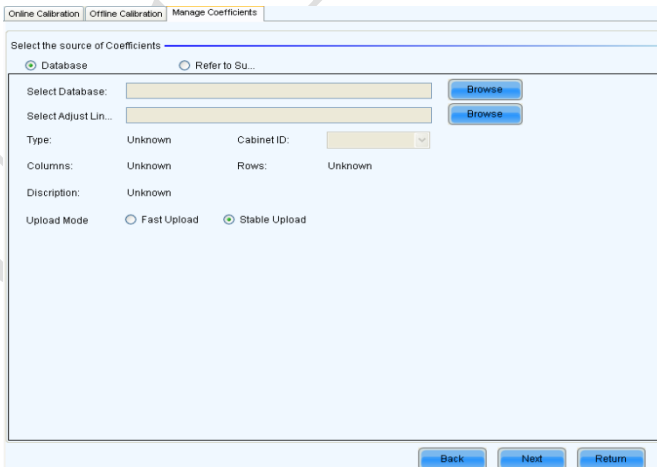 Online Calibration Offline Calibration Manage Coefficients
Select the source of Coefficients
Database Refer to Su...
Select Database: Browse
Select Adjust Lin... Browse
Type: Unknown Cabinet ID:
Columns: Unknown Rows: Unknown
Discription: Unknown
Upload Mode Fast Upload Stable Upload
Back Next Return